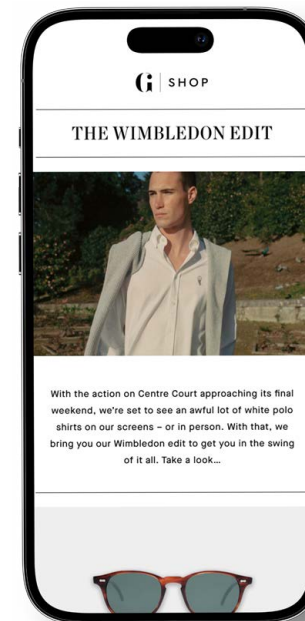 G SHOP
THE WIMBLEDON EDIT
With the action on Centre Court approaching its final
weekend, we're set to see an awful lot of white polo
shirts on our screens – or in person. With that, we
bring you our Wimbledon edit to get you in the swing
of it all. Take a look...